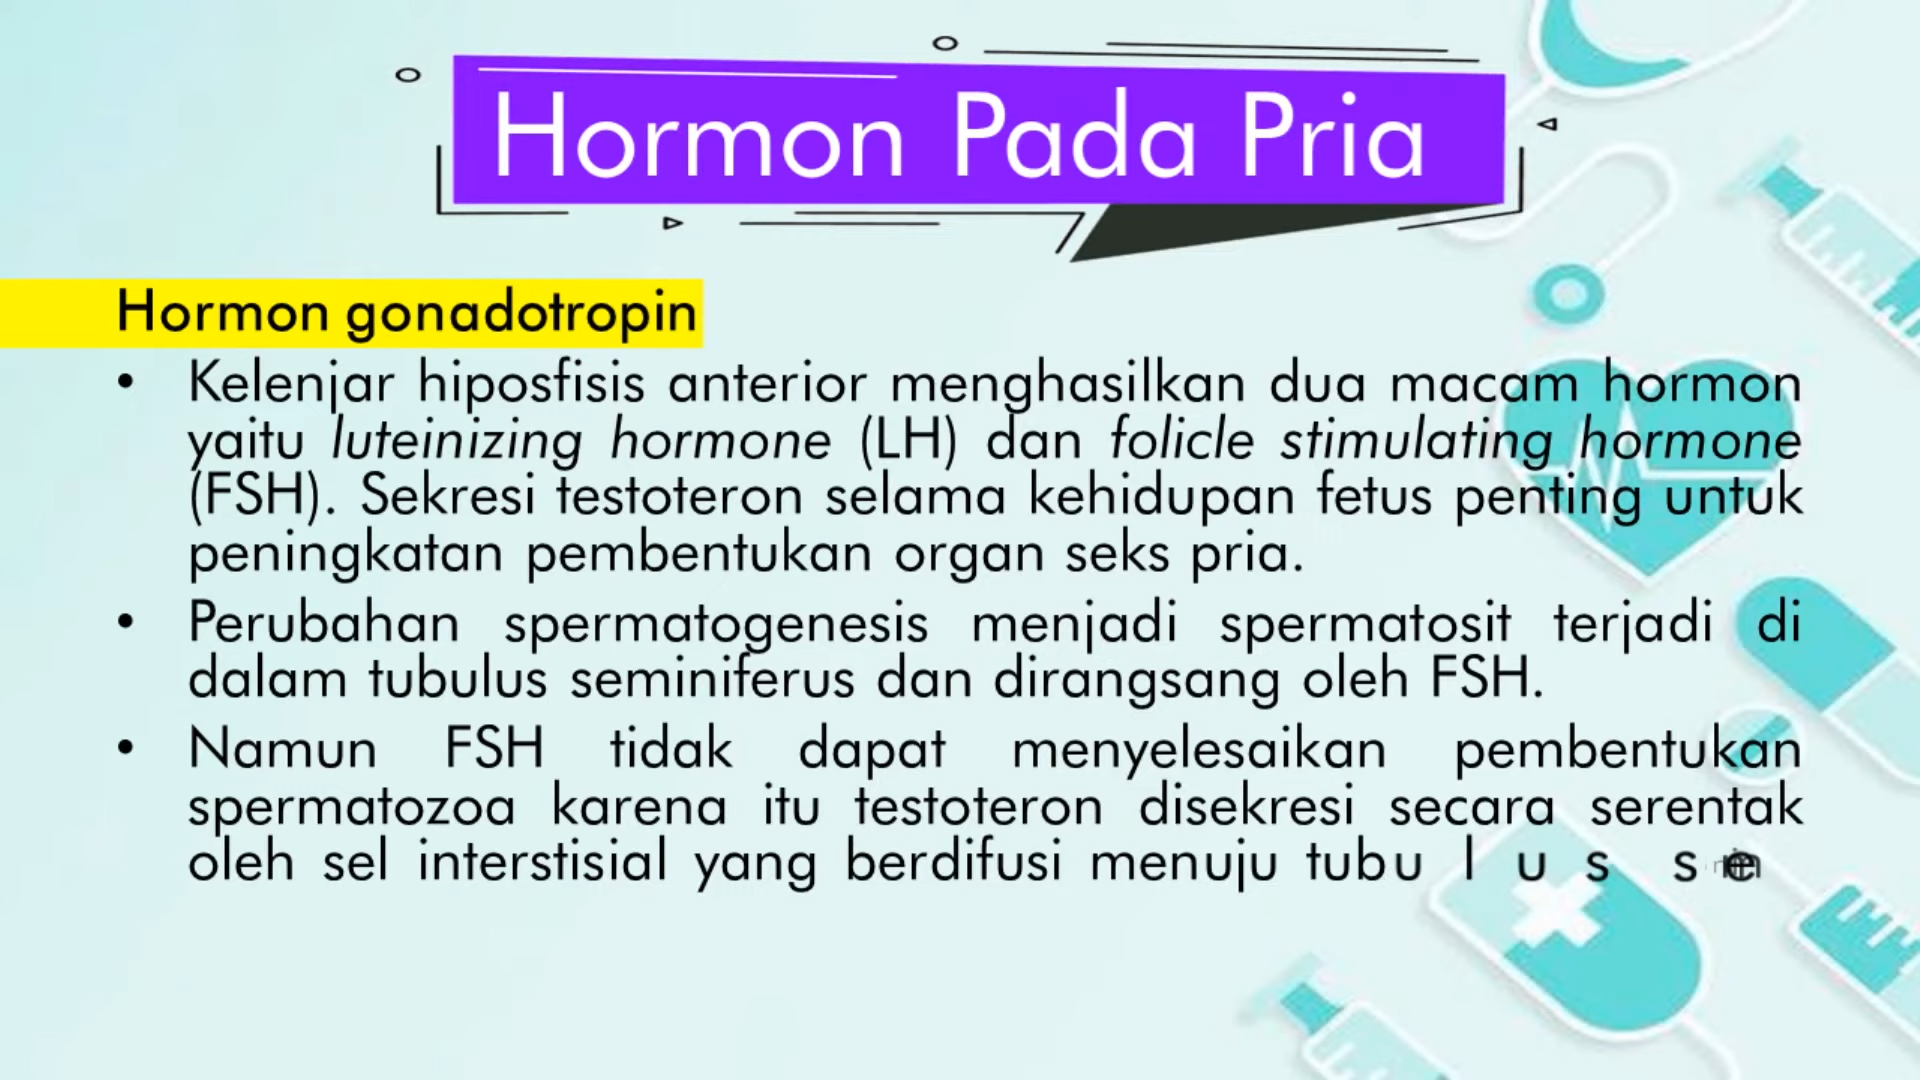 Hormon Pada Pria
Hormon gonadotropin
• Kelenjar hiposfisis anterior menghasilkan dua macam hormon
yaitu luteinizing hormone (LH) dan folicle stimulating hormone
(FSH). Sekresi testoteron selama kehidupan fetus penting untuk
peningkatan pembentukan organ seks pria.
• Perubahan spermatogenesis menjadi spermatosit terjadi di
dalam tubulus seminiferus dan dirangsang oleh FSH.
• Namun FSH tidak dapat menyelesaikan pembentukan
spermatozoa karena itu testoteron disekresi secara serentak
oleh sel interstisial yang berdifusi menuju tubulus